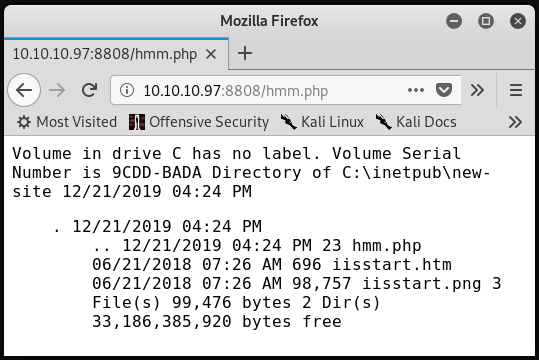 Mozilla Firefox
10.10.10.97:8808/hmm.php
10.10.10.97:8808/hmm.php
Most Visited Offensive Security Kali Linux Kali Docs
Volume in drive C has no label. Volume Serial
Number is 9CDD-BADA Directory of C:\inetpub\new-
site 12/21/2019 04:24 PM
. 12/21/2019 04:24 PM
.. 12/21/2019 04:24 PM 23 hmm.php
06/21/2018 07:26 AM 696 iisstart.htm
06/21/2018 07:26 AM 98,757 iisstart.png 3
File(s) 99,476 bytes 2 Dir(s)
33,186,385,920 bytes free